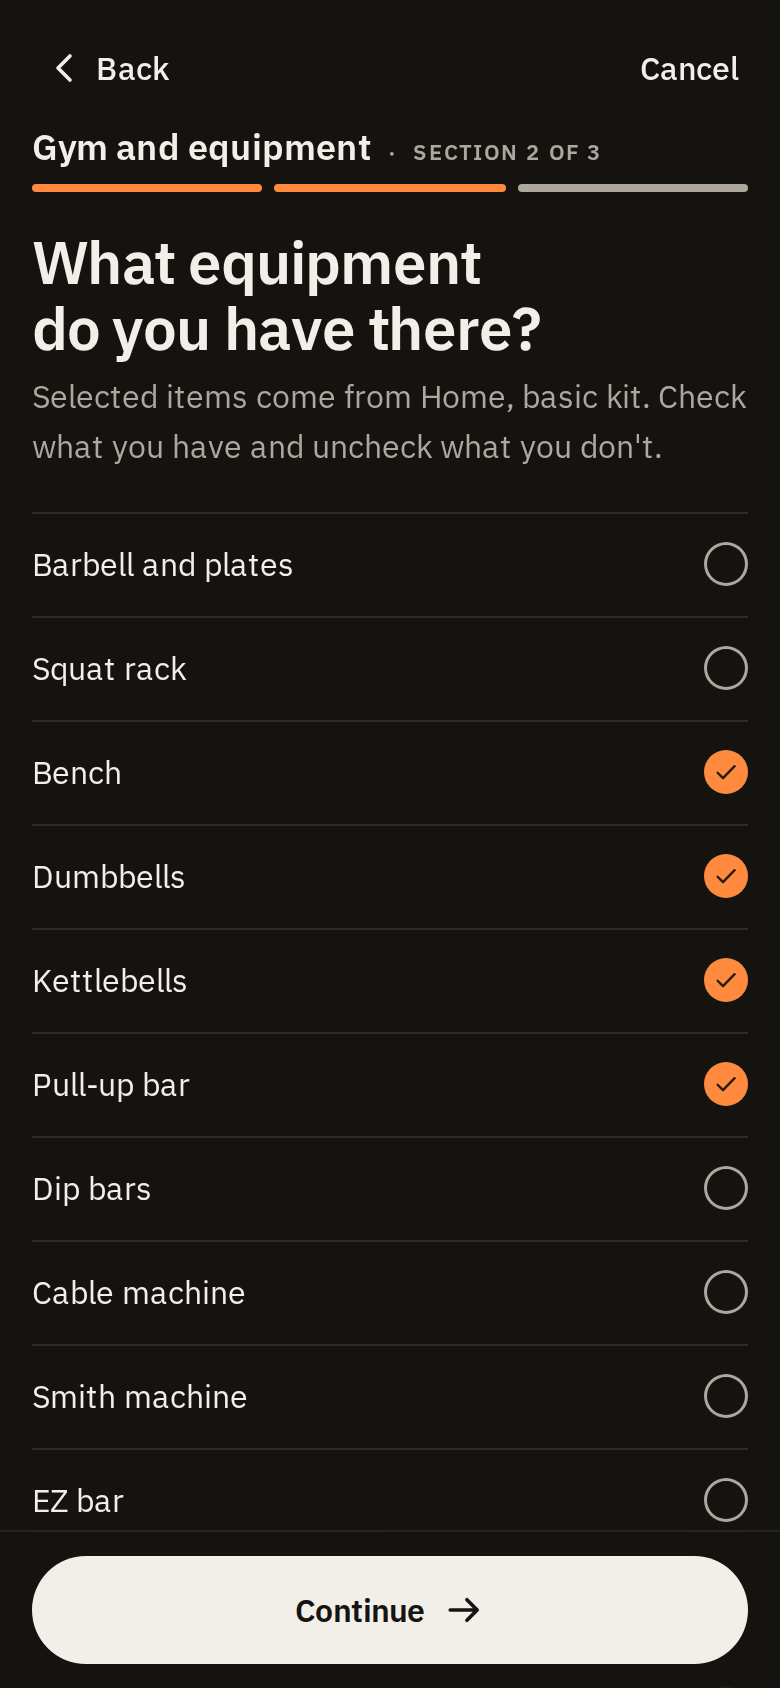 Back
Cancel
Gym and equipment · SECTION 2 OF 3
What equipment
do you have there?
Selected items come from Home, basic kit. Check
what you have and uncheck what you don't.
Barbell and plates
Squat rack
Bench
Dumbbells
Kettlebells
Pull-up bar
Dip bars
Cable machine
Smith machine
EZ bar
Continue